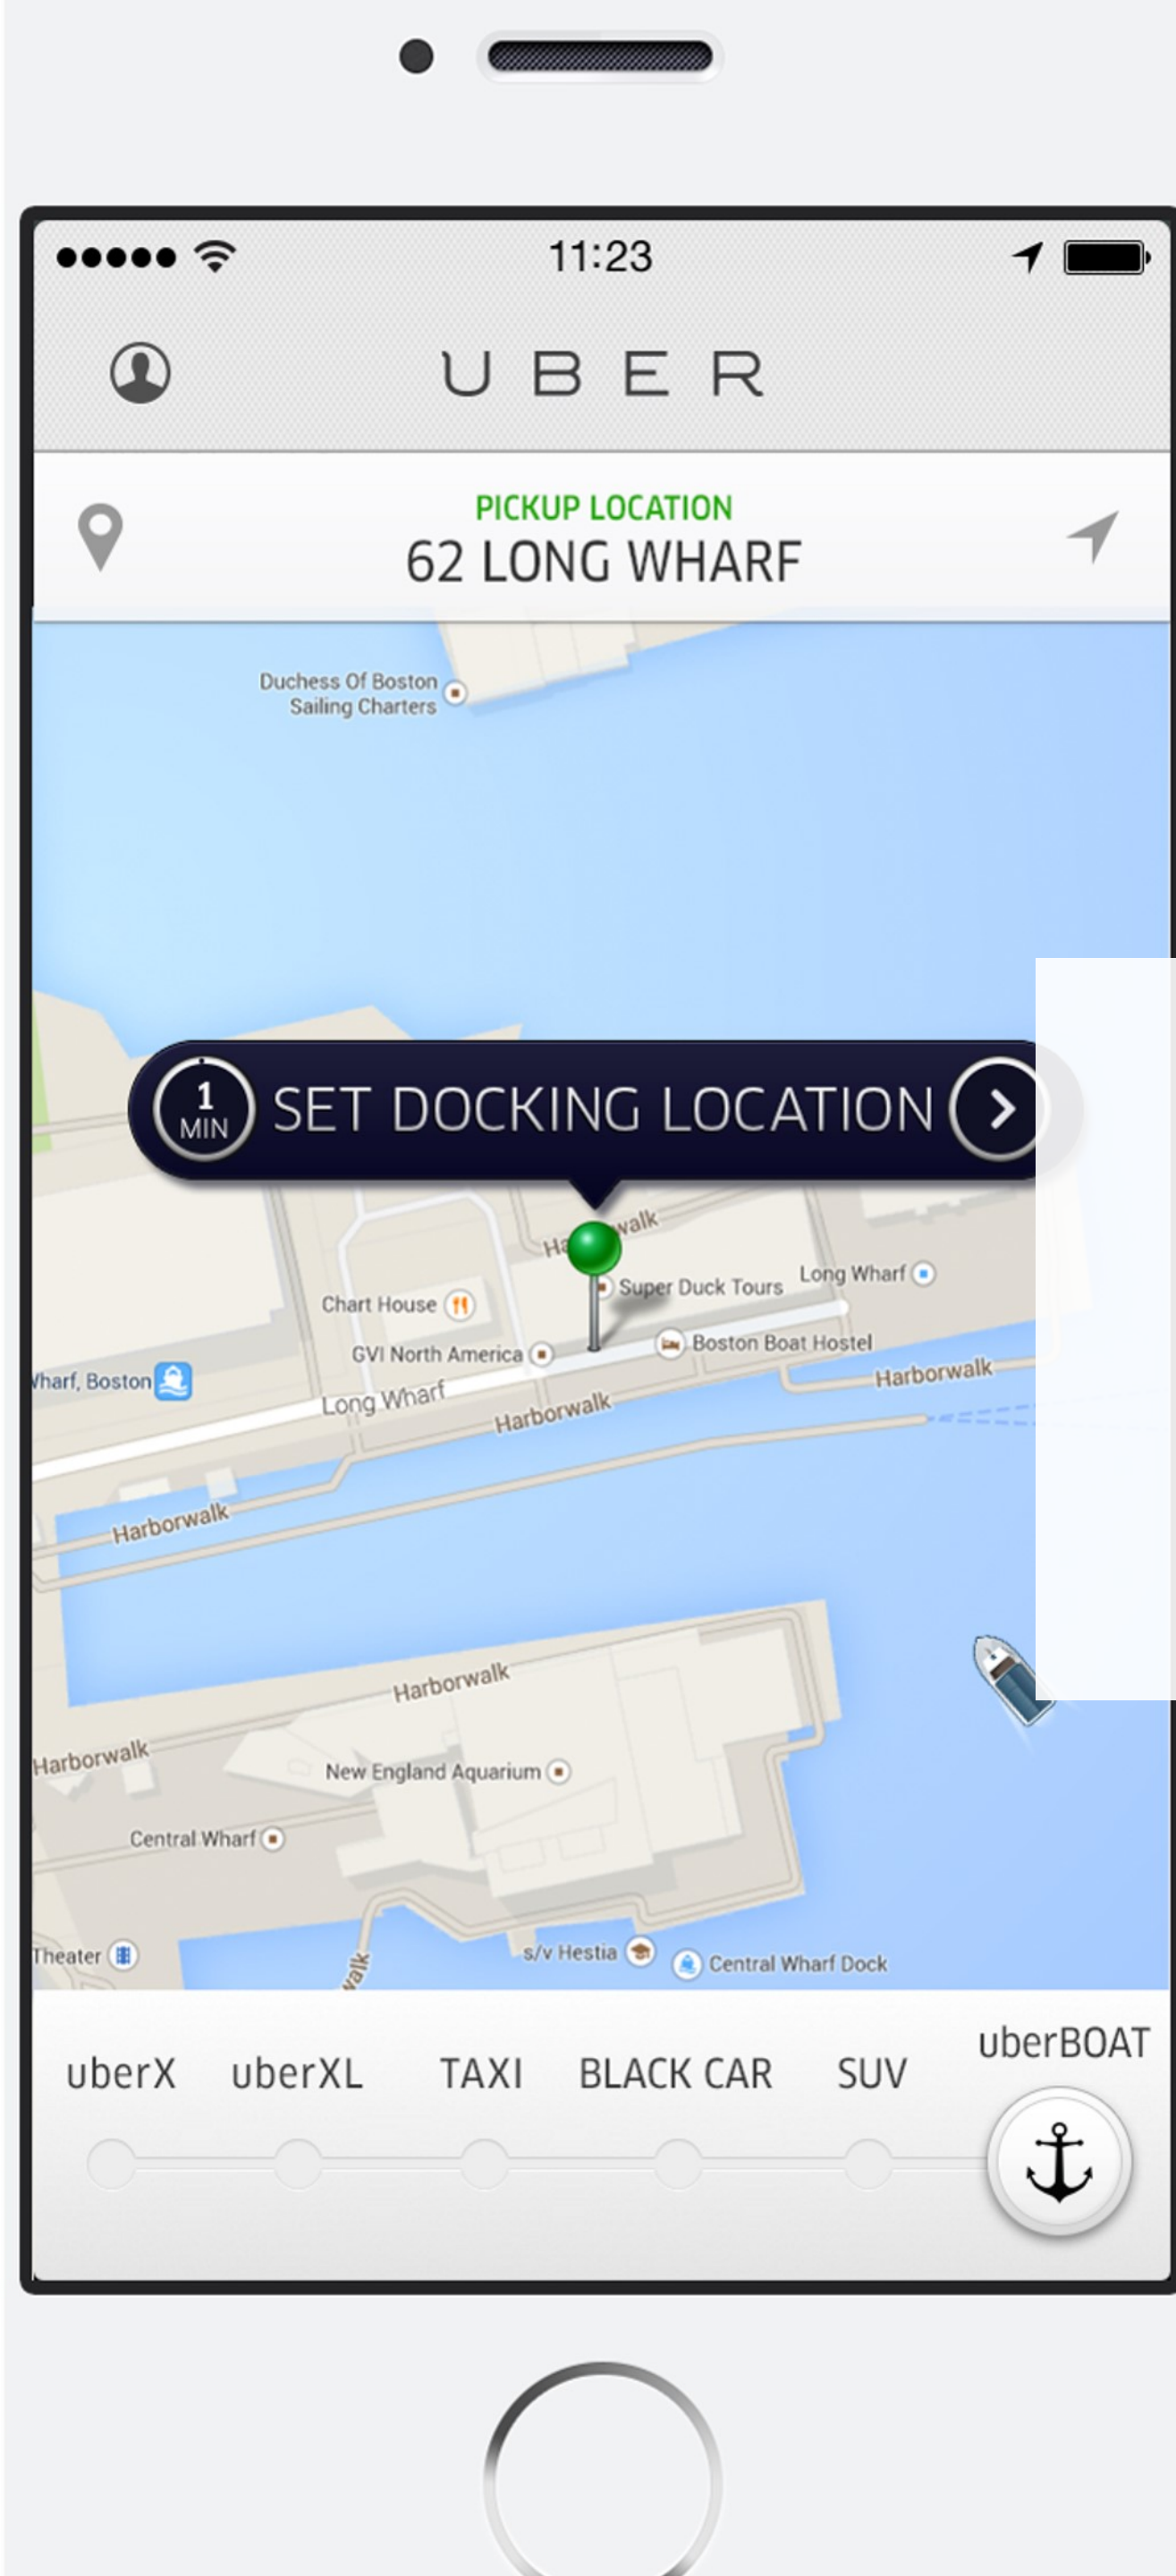 11:23
UBER
PICKUP LOCATION
62 LONG WHARF
Duchess Of Boston
Sailing Charters
1
MIN
SET DOCKING LOCATION
Long Wharf
Super Duck Tours
Chart House
Boston Boat Hostel
GVI North America
Harborwalk
Wharf, Boston
Long Wharf
Harborwalk
Harborwalk
Harborwalk
Harborwalk
New England Aquarium
Central Wharf
s/v Hestia
Theater
Central Wharf Dock
uberBOAT
uberX uberXL TAXI BLACK CAR SUV